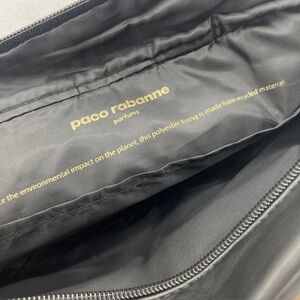 paco rabanne
parfums
the environmental impact on the planet, this polyester lining is made from recycled material